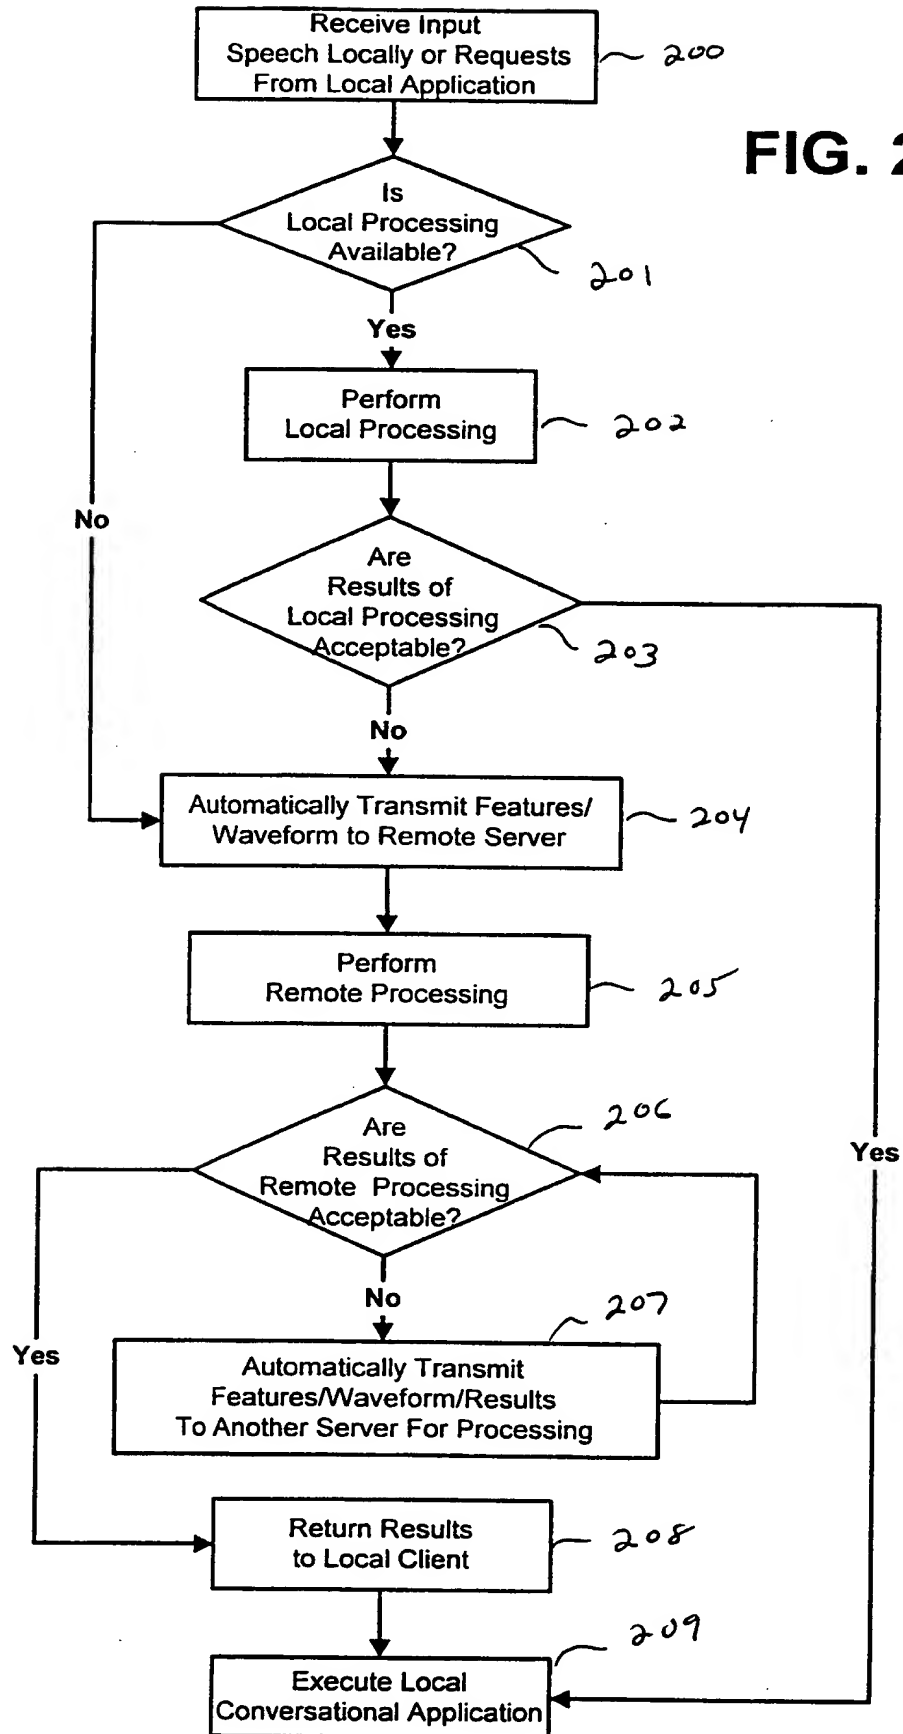 Receive Input
Speech Locally or Requests
From Local Application
200
FIG. 2
Is
Local Processing
Available?
201
Yes
Perform
Local Processing
202
No
Are
Results of
Local Processing
Acceptable?
203
No
Automatically Transmit Features/
Waveform to Remote Server
204
Perform
Remote Processing
205
206
Are
Results of
Remote Processing
Acceptable?
Yes
No
207
Yes
Automatically Transmit
Features/Waveform/Results
To Another Server For Processing
Return Results
to Local Client
208
209
Execute Local
Conversational Application